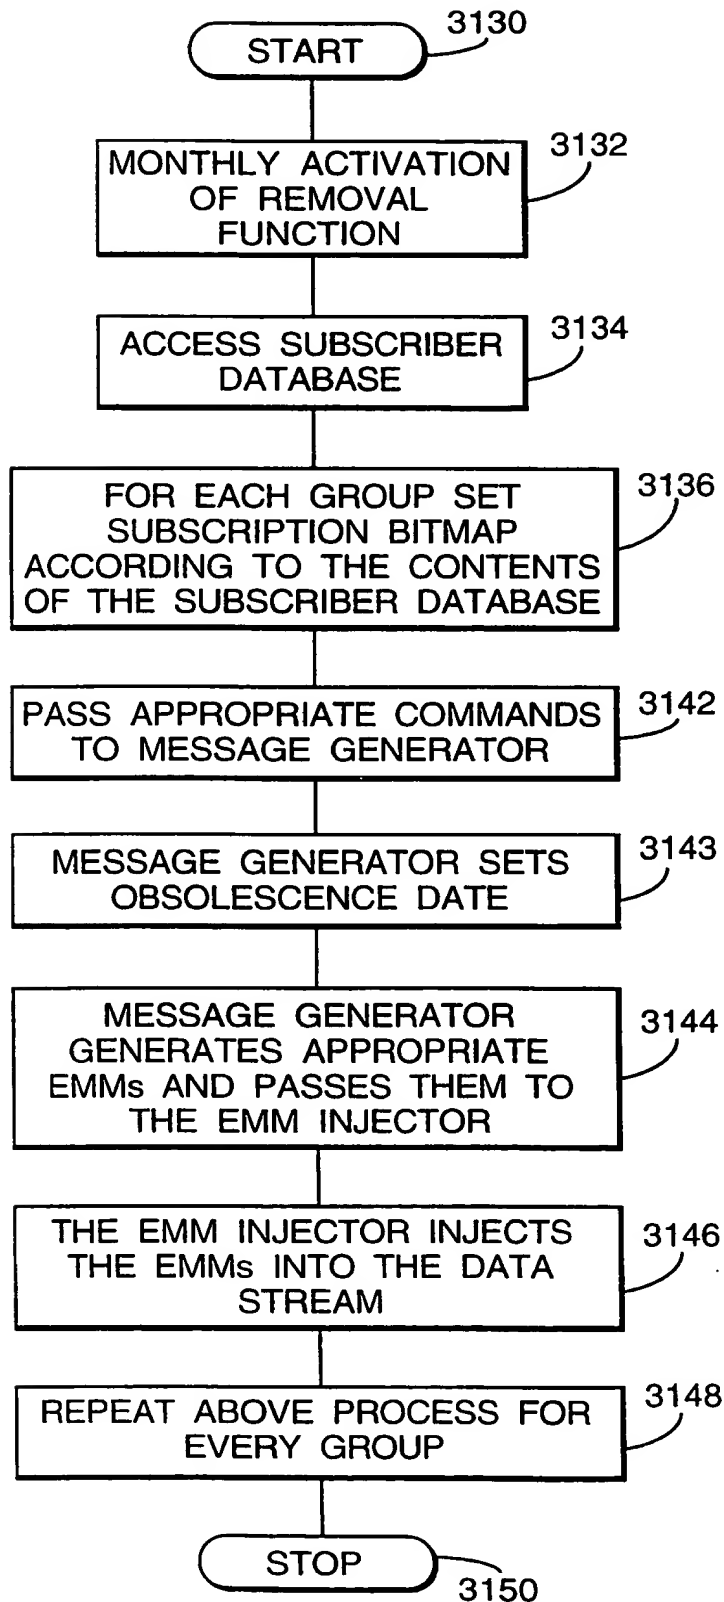 START
3130
MONTHLY ACTIVATION
OF REMOVAL
FUNCTION
3132
ACCESS SUBSCRIBER
DATABASE
3134
FOR EACH GROUP SET
SUBSCRIPTION BITMAP
ACCORDING TO THE CONTENTS
OF THE SUBSCRIBER DATABASE
3136
PASS APPROPRIATE COMMANDS
TO MESSAGE GENERATOR
3142
MESSAGE GENERATOR SETS
OBSOLESCENCE DATE
3143
MESSAGE GENERATOR
GENERATES APPROPRIATE
EMMs AND PASSES THEM TO
THE EMM INJECTOR
3144
THE EMM INJECTOR INJECTS
THE EMMs INTO THE DATA
STREAM
3146
REPEAT ABOVE PROCESS FOR
EVERY GROUP
3148
STOP
3150